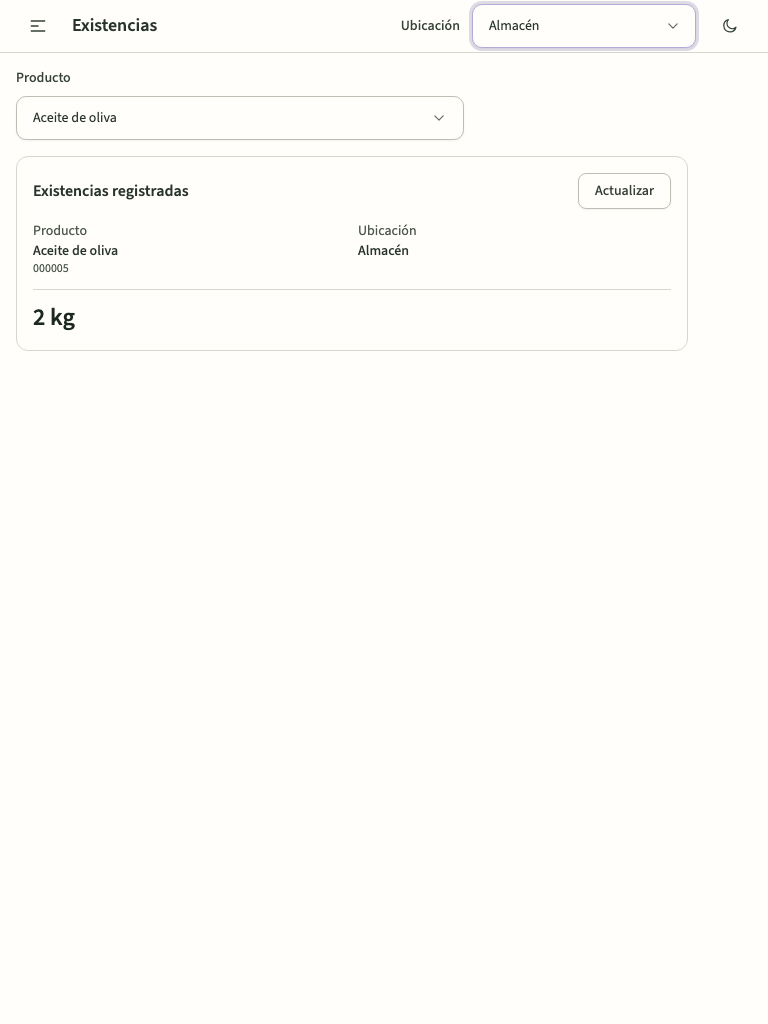 Existencias
Ubicación
Almacén
Producto
Aceite de oliva
Existencias registradas
Actualizar
Producto
Aceite de oliva
000005
Ubicación
Almacén
2 kg